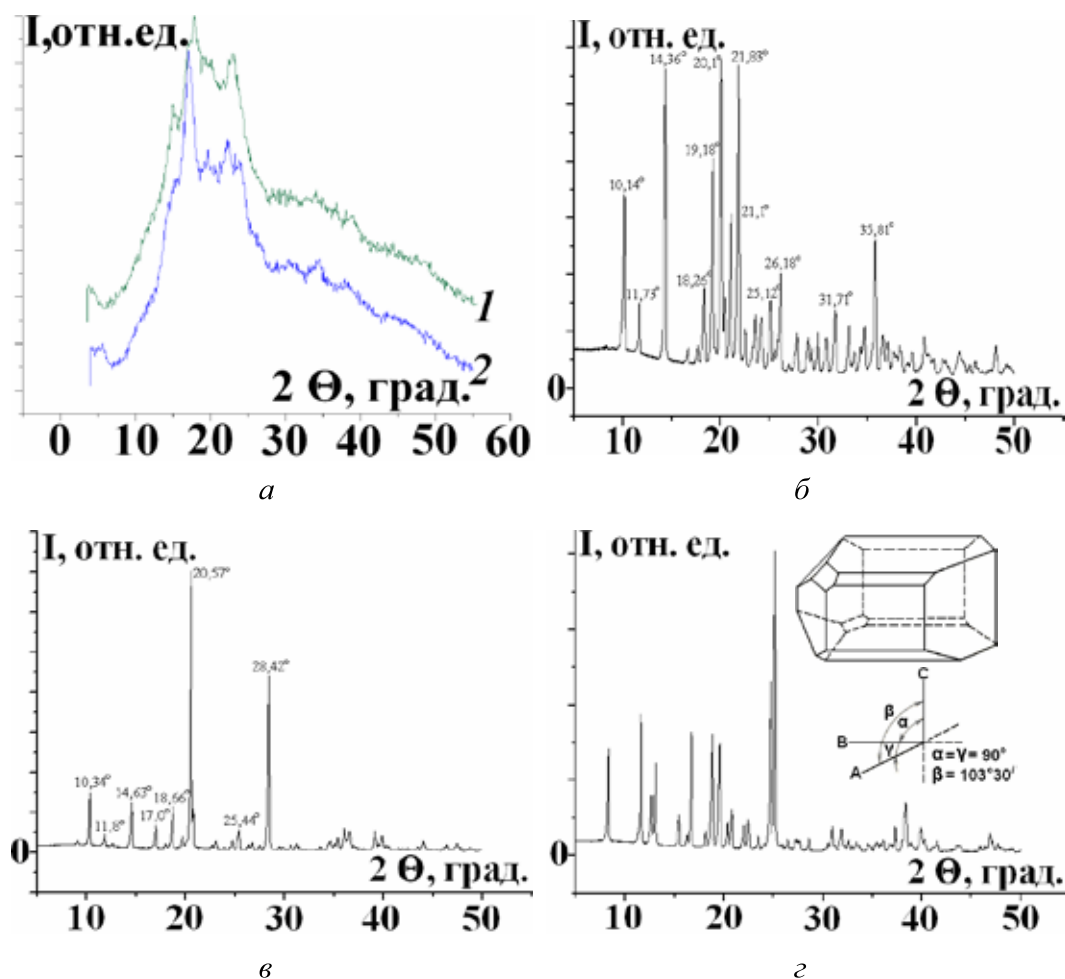 I,отн.ед.
1
2
2 Θ, град.
0 10 20 30 40 50 60
а
I, отн. ед.
14,36°
20,1°
21,83°
19,18°
10,14°
21,1°
35,81°
26,18°
18,26°
25,12°
11,73°
31,71°
0
2 Θ, град.
10 20 30 40 50
б
I, отн. ед.
20,57°
28,42°
10,34°
14,63°
18,66°
17,0°
11,8°
25,44°
0
2 Θ, град.
10 20 30 40 50
в
I, отн. ед.
C
β
α
B
γ
A
α = γ = 90°
β = 103°30′
0
2 Θ, град.
10 20 30 40 50
г